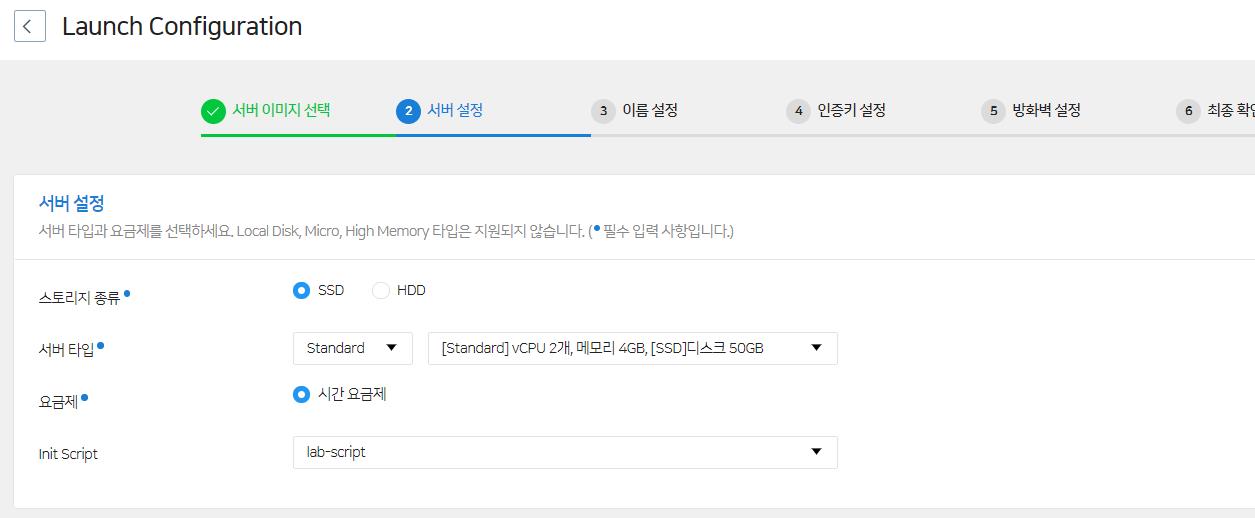 Launch Configuration
서버 이미지 선택
2 서버 설정
3 이름 설정
4 인증키 설정
5 방화벽 설정
6 최종
서버 설정
서버 타입과 요금제를 선택하세요. Local Disk, Micro, High Memory 타입은 지원되지 않습니다. (• 필수 입력 사항입니다.)
스토리지 종류• SSD HDD
서버 타입• Standard [Standard] vCPU 2개, 메모리 4GB, [SSD]디스크 50GB
요금제• 시간 요금제
Init Script lab-script